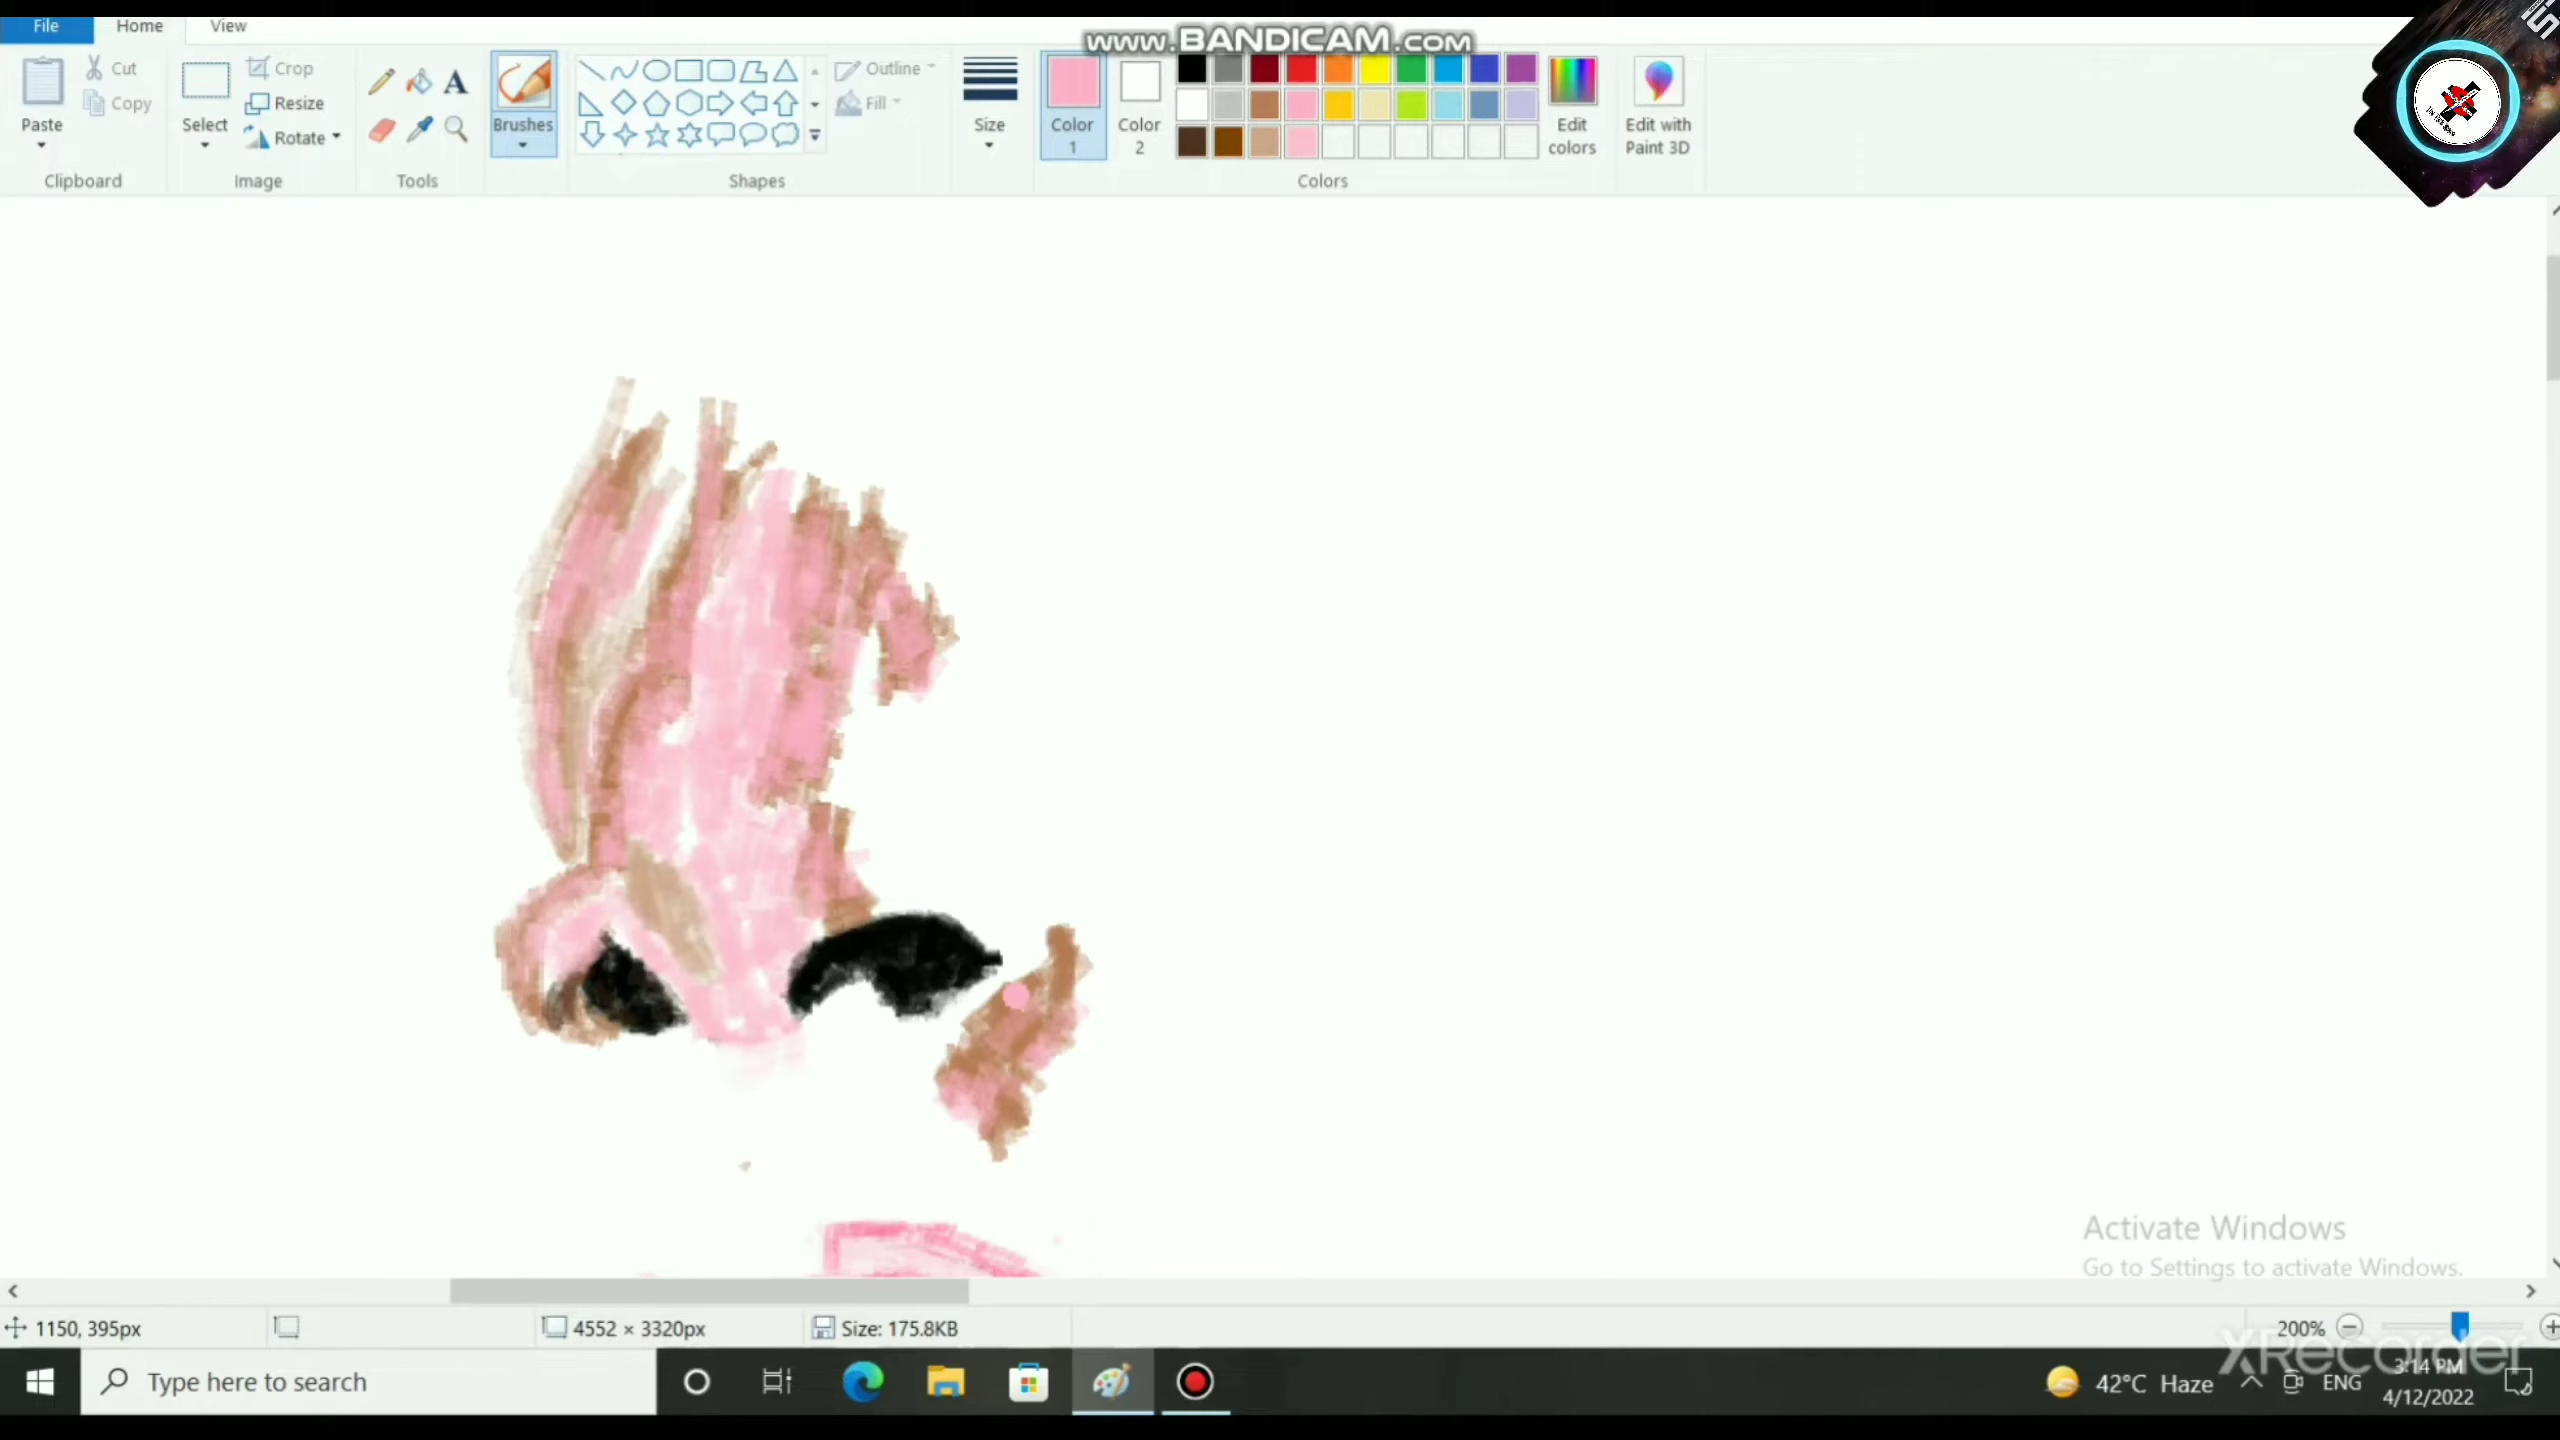 File Home View
www.BANDICAM.com
Cut
Copy
Paste
Clipboard
Select
Crop
Resize
Rotate
Image
A
Tools
Brushes
Outline
Fill
Shapes
Size
Color
1
Color
2
Colors
Edit
colors
Edit with
Paint 3D
Activate Windows
Go to Settings to activate Windows.
1150, 395px
4552 × 3320px
Size: 175.8KB
200%
XRecorder
Type here to search
42°C Haze
ENG
3:14 PM
4/12/2022